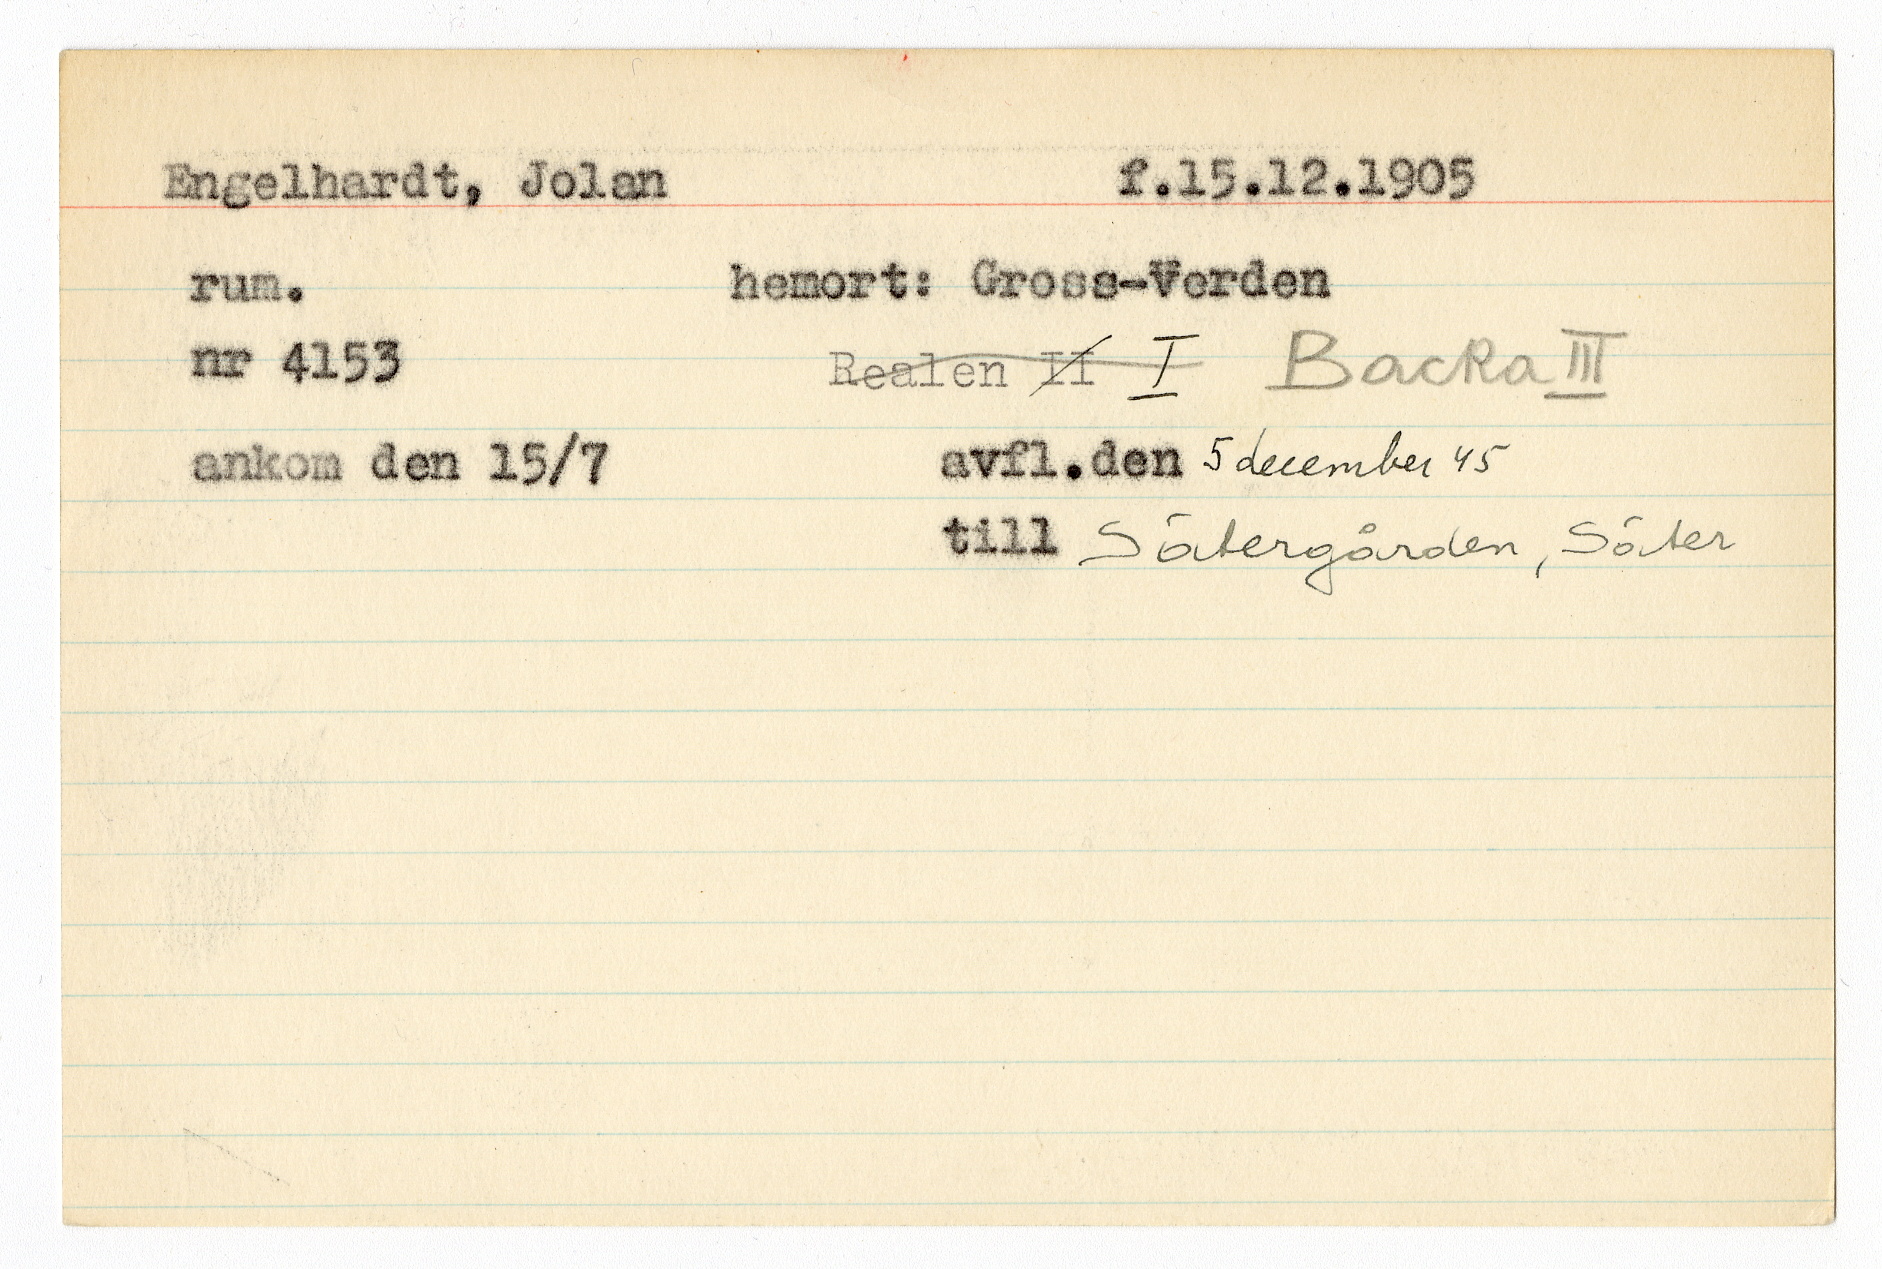 Engelhardt, Jolan f.15.12.1905
rum. hemort: Gross-Verden
nr 4153 Realen II I Backa III
ankom den 15/7 avfl.den 5 december 45
till Sätergården, Säter